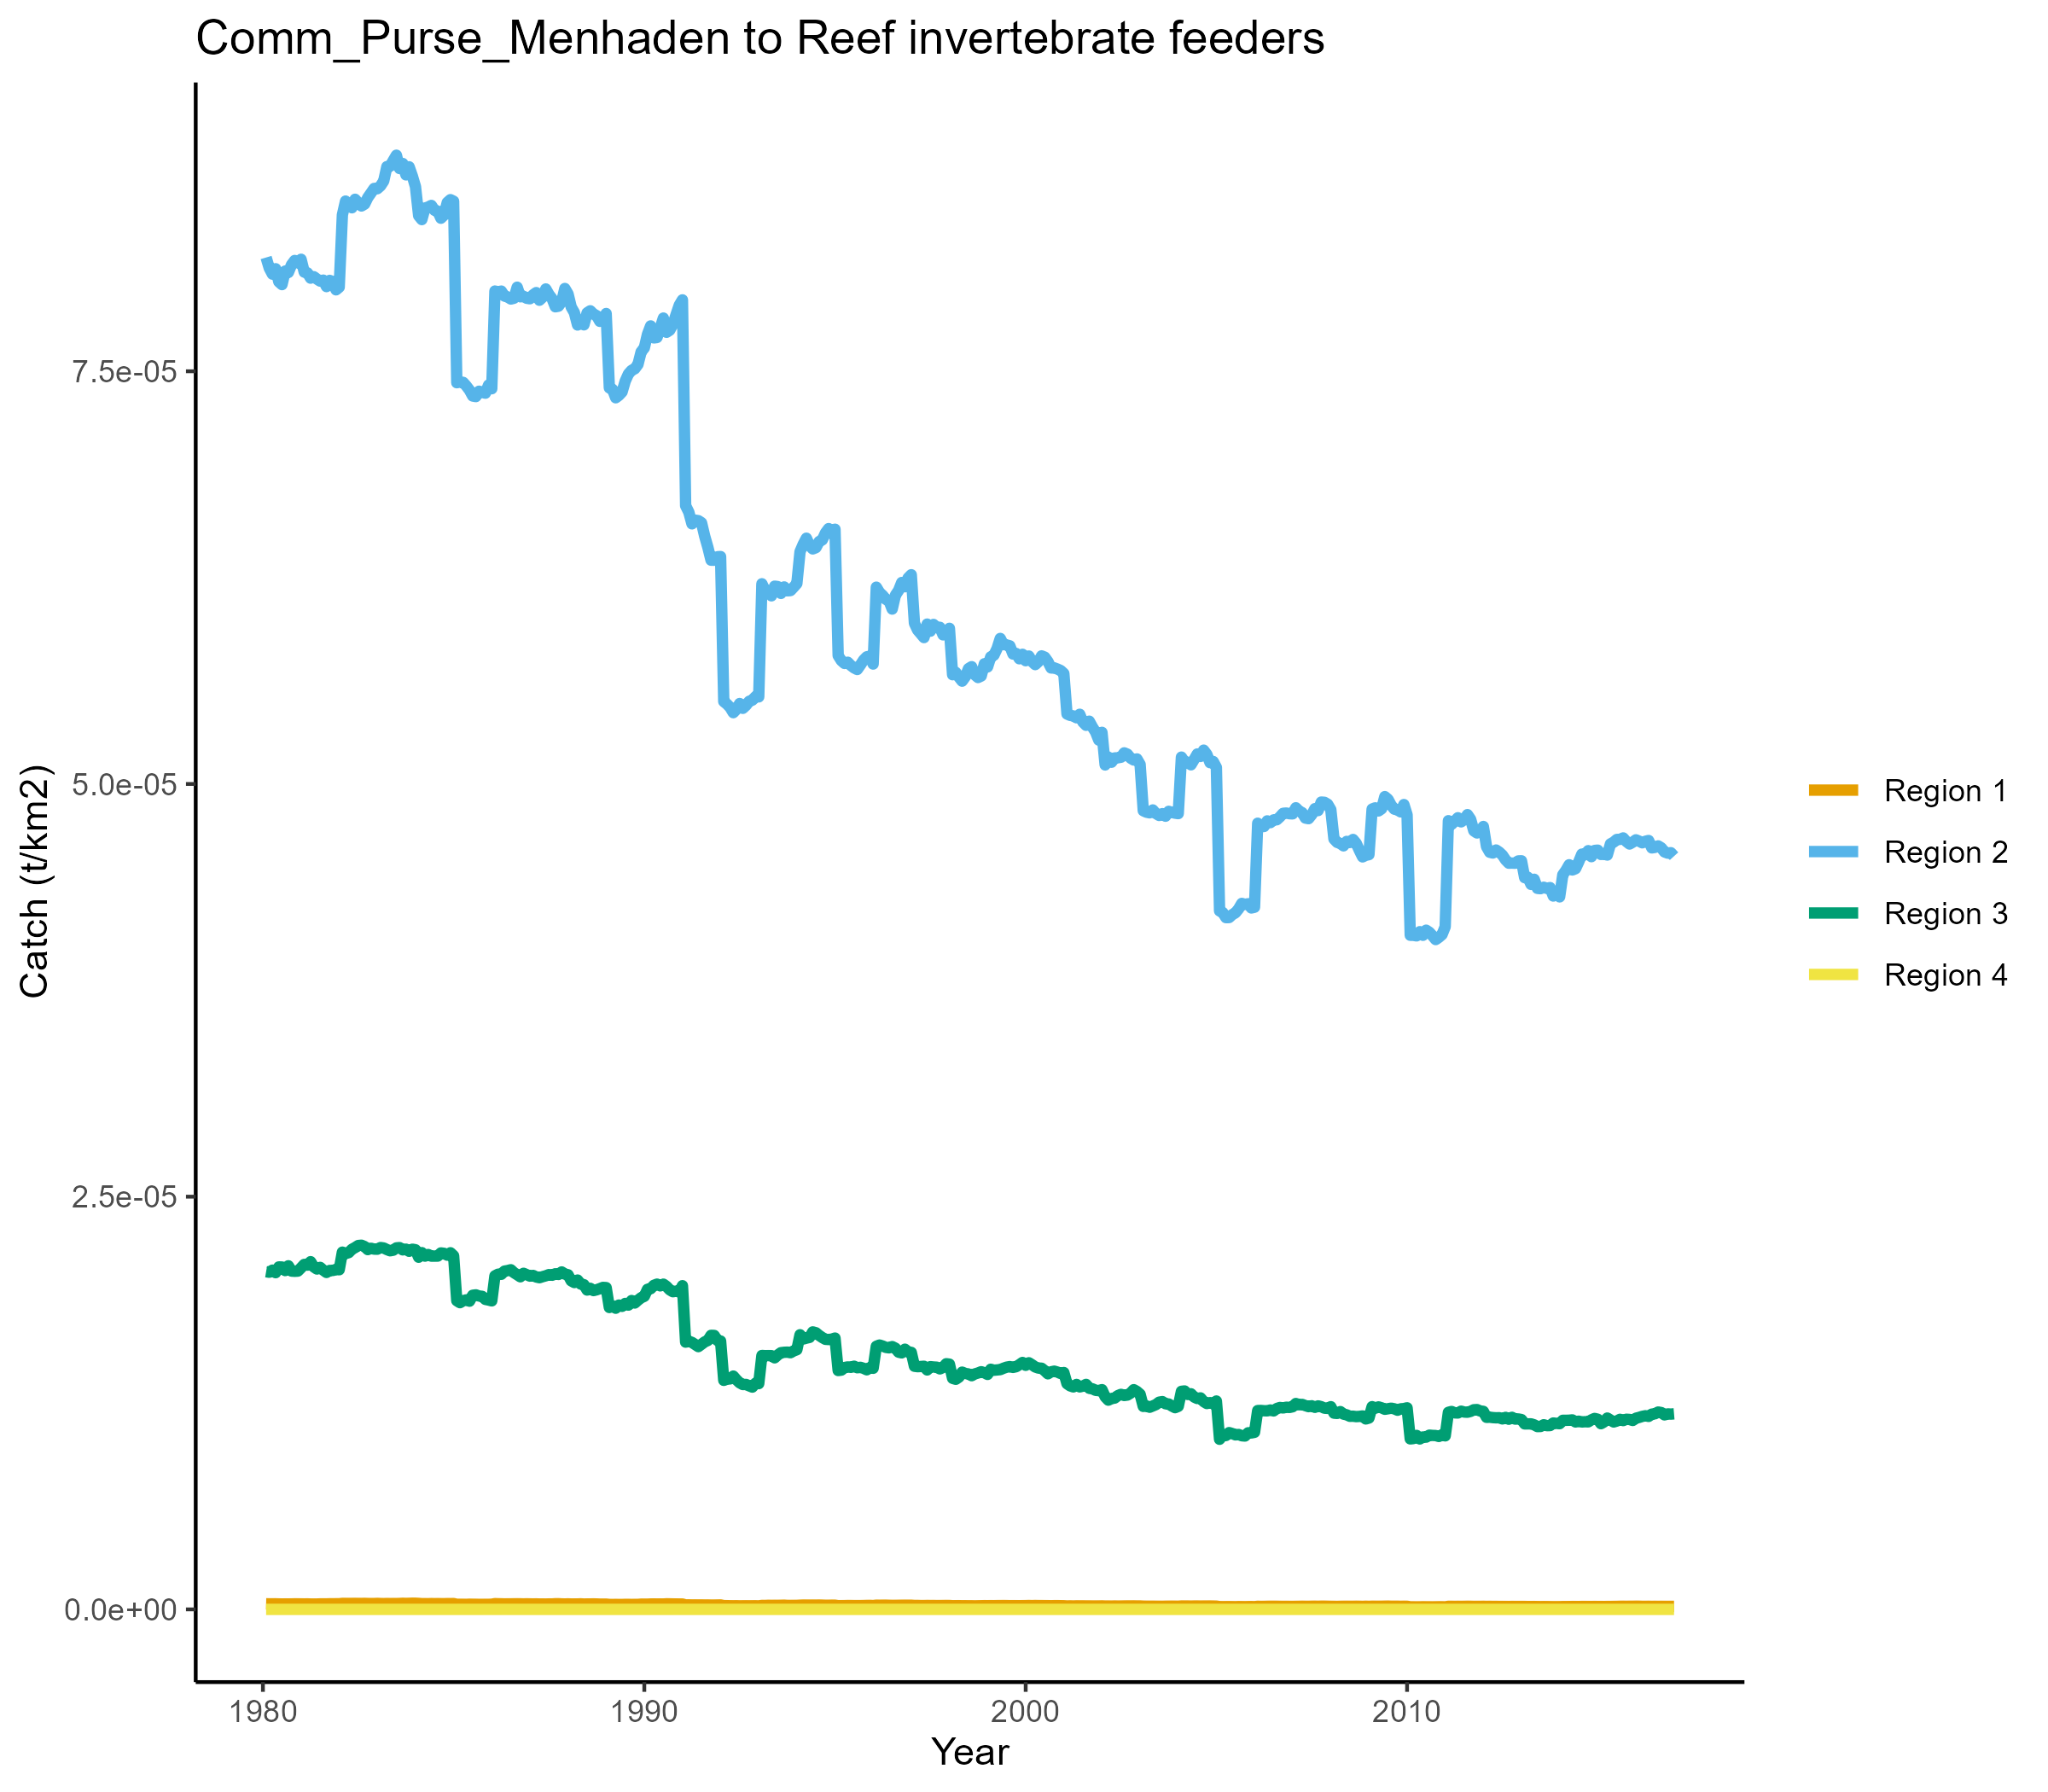 Comm_Purse_Menhaden to Reef invertebrate feeders
Catch (t/km2)
7.5e-05
5.0e-05
2.5e-05
0.0e+00
1980
1990
2000
2010
Year
Region 1
Region 2
Region 3
Region 4